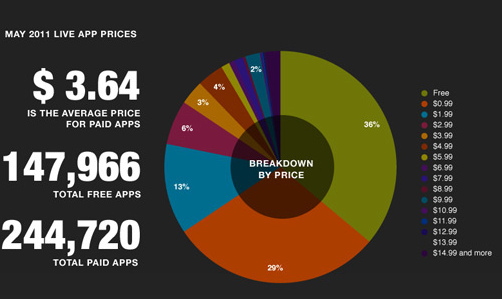 MAY 2011 LIVE APP PRICES
$ 3.64
IS THE AVERAGE PRICE
FOR PAID APPS
147,966
TOTAL FREE APPS
244,720
TOTAL PAID APPS
BREAKDOWN
BY PRICE
36%
29%
13%
6%
3%
4%
2%
Free
$0.99
$1.99
$2.99
$3.99
$4.99
$5.99
$6.99
$7.99
$8.99
$9.99
$10.99
$11.99
$12.99
$13.99
$14.99 and more